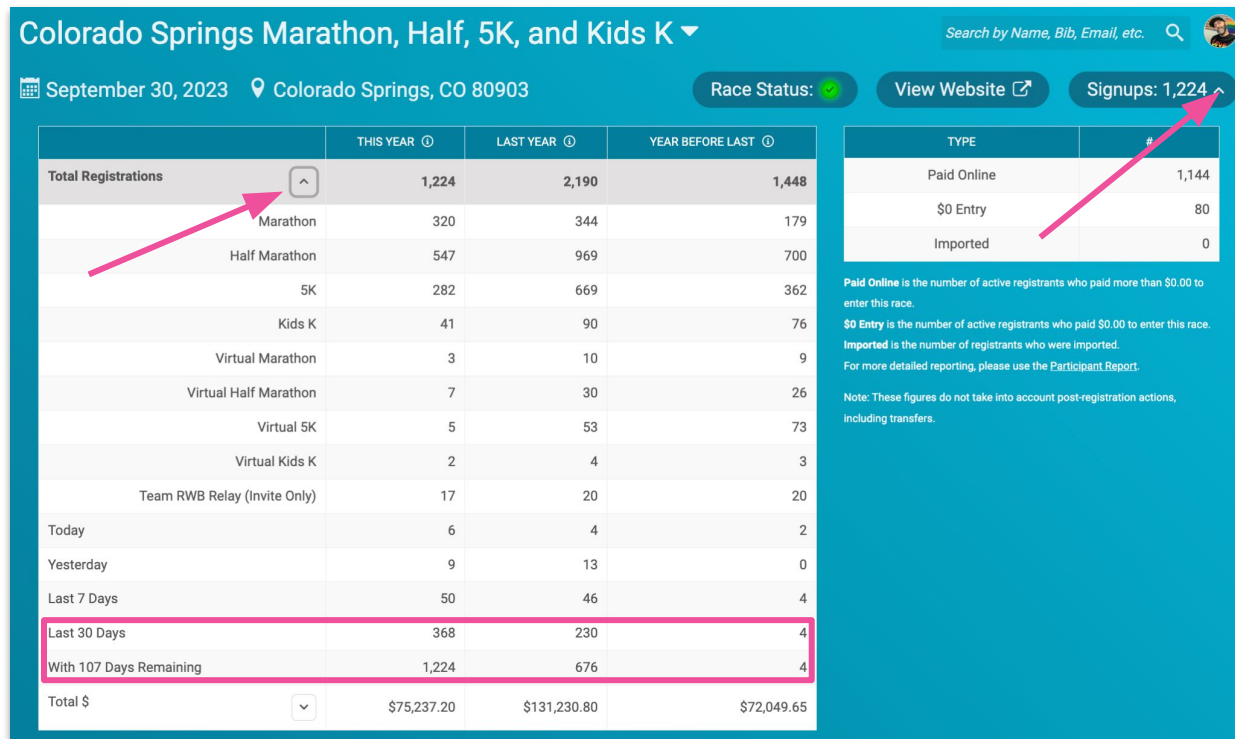 Colorado Springs Marathon, Half, 5K, and Kids K
Search by Name, Bib, Email, etc.
September 30, 2023 Colorado Springs, CO 80903
Race Status:
View Website
Signups: 1,224
THIS YEAR LAST YEAR YEAR BEFORE LAST
Total Registrations 1,224 2,190 1,448
Marathon 320 344 179
Half Marathon 547 969 700
5K 282 669 362
Kids K 41 90 76
Virtual Marathon 3 10 9
Virtual Half Marathon 7 30 26
Virtual 5K 5 53 73
Virtual Kids K 2 4 3
Team RWB Relay (Invite Only) 17 20 20
Today 6 4 2
Yesterday 9 13 0
Last 7 Days 50 46 4
Last 30 Days 368 230 4
With 107 Days Remaining 1,224 676 4
Total $ $75,237.20 $131,230.80 $72,049.65
TYPE #
Paid Online 1,144
$0 Entry 80
Imported 0
Paid Online is the number of active registrants who paid more than $0.00 to
enter this race.
$0 Entry is the number of active registrants who paid $0.00 to enter this race.
Imported is the number of registrants who were imported.
For more detailed reporting, please use the Participant Report.
Note: These figures do not take into account post-registration actions,
including transfers.